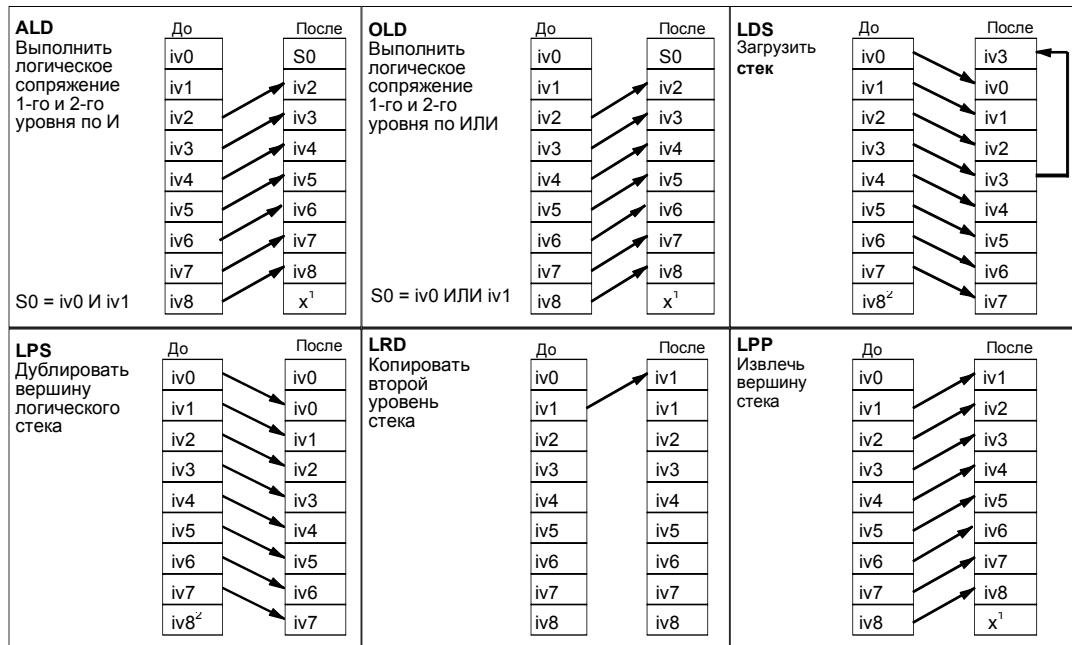 ALD
Выполнить
логическое
сопряжение
1-го и 2-го
уровня по И
S0 = iv0 И iv1
До
iv0
iv1
iv2
iv3
iv4
iv5
iv6
iv7
iv8
После
S0
iv2
iv3
iv4
iv5
iv6
iv7
iv8
x¹
OLD
Выполнить
логическое
сопряжение
1-го и 2-го
уровня по ИЛИ
S0 = iv0 ИЛИ iv1
До
iv0
iv1
iv2
iv3
iv4
iv5
iv6
iv7
iv8
После
S0
iv2
iv3
iv4
iv5
iv6
iv7
iv8
x¹
LDS
Загрузить
стек
До
iv0
iv1
iv2
iv3
iv4
iv5
iv6
iv7
iv8²
После
iv3
iv0
iv1
iv2
iv3
iv4
iv5
iv6
iv7
LPS
Дублировать
вершину
логического
стека
До
iv0
iv1
iv2
iv3
iv4
iv5
iv6
iv7
iv8²
После
iv0
iv0
iv1
iv2
iv3
iv4
iv5
iv6
iv7
LRD
Копировать
второй
уровень
стека
До
iv0
iv1
iv2
iv3
iv4
iv5
iv6
iv7
iv8
После
iv1
iv1
iv2
iv3
iv4
iv5
iv6
iv7
iv8
LPP
Извлечь
вершину
стека
До
iv0
iv1
iv2
iv3
iv4
iv5
iv6
iv7
iv8
После
iv1
iv2
iv3
iv4
iv5
iv6
iv7
iv8
x¹